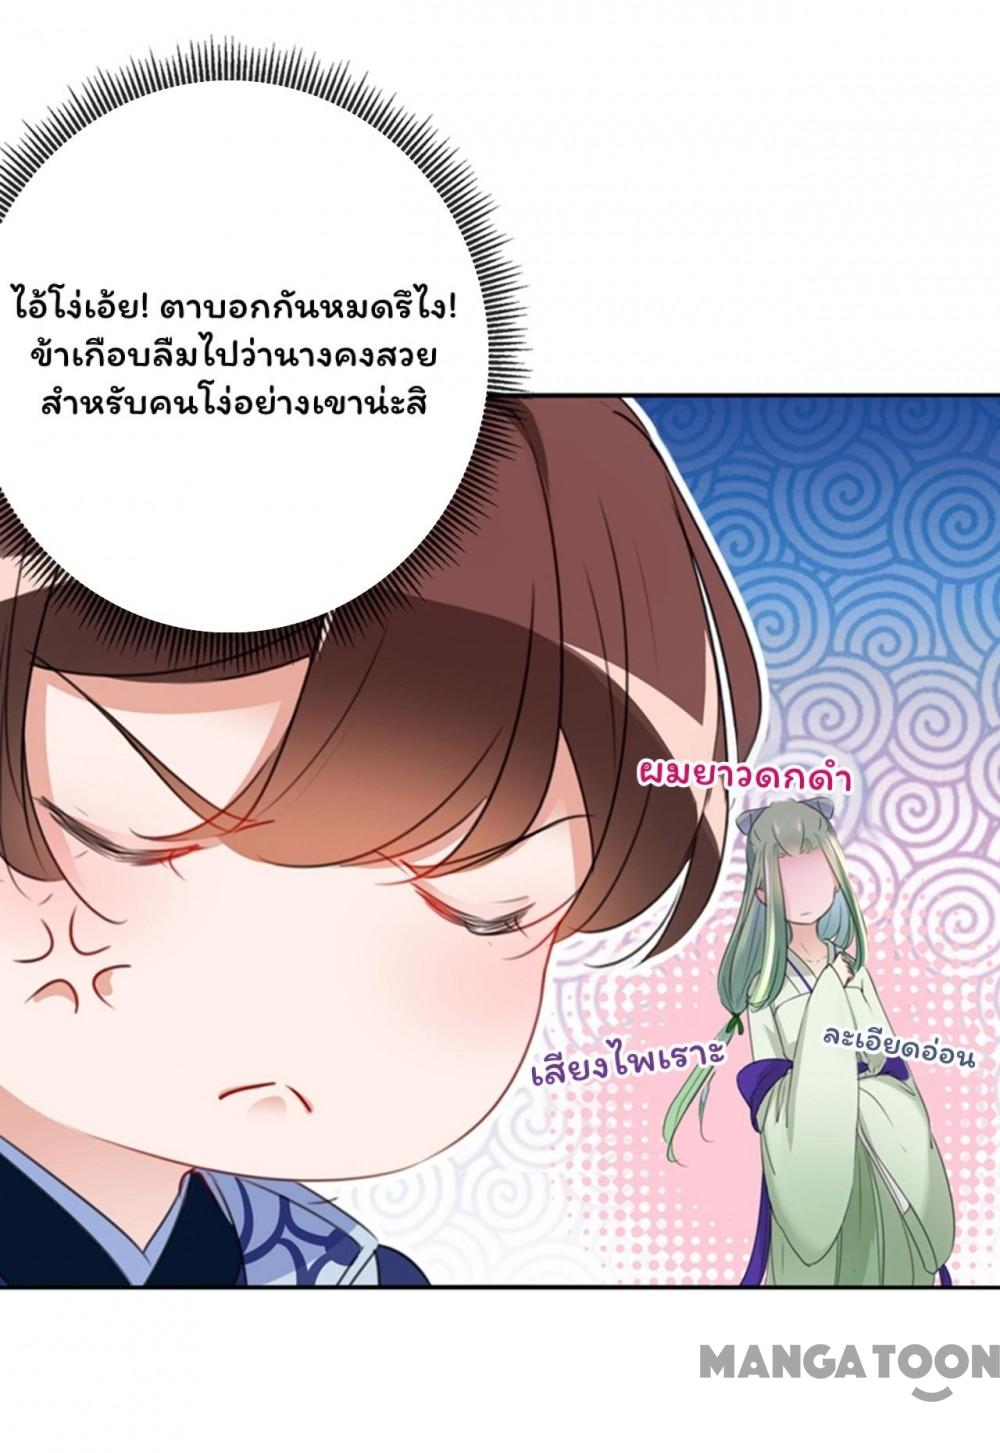 ไอ้โง่เอ้ย! ตาบอกกันหมดรึไง!
ข้าเกือบลืมไปว่านางคงสวย
สำหรับคนโง่อย่างเขาน่ะสิ
ผมยาวดกดำ
เสียงไพเราะ
ละเอียดอ่อน
MANGATOON